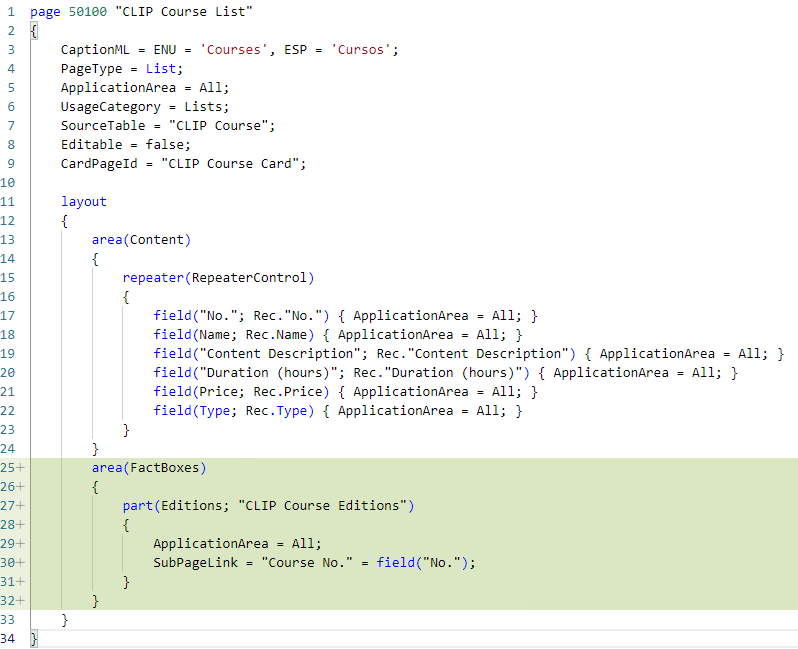 1 page 50100 "CLIP Course List"
2 {
3     CaptionML = ENU = 'Courses', ESP = 'Cursos';
4     PageType = List;
5     ApplicationArea = All;
6     UsageCategory = Lists;
7     SourceTable = "CLIP Course";
8     Editable = false;
9     CardPageId = "CLIP Course Card";
10
11     layout
12     {
13         area(Content)
14         {
15             repeater(RepeaterControl)
16             {
17                 field("No."; Rec."No.") { ApplicationArea = All; }
18                 field(Name; Rec.Name) { ApplicationArea = All; }
19                 field("Content Description"; Rec."Content Description") { ApplicationArea = All; }
20                 field("Duration (hours)"; Rec."Duration (hours)") { ApplicationArea = All; }
21                 field(Price; Rec.Price) { ApplicationArea = All; }
22                 field(Type; Rec.Type) { ApplicationArea = All; }
23             }
24         }
25+         area(FactBoxes)
26+         {
27+             part(Editions; "CLIP Course Editions")
28+             {
29+                 ApplicationArea = All;
30+                 SubPageLink = "Course No." = field("No.");
31+             }
32+         }
33     }
34 }